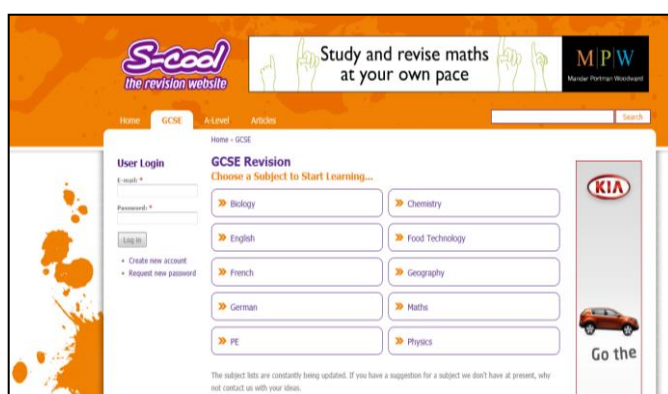 S-cool
the revision website
Study and revise maths
at your own pace
M|P|W
Mander Portman Woodward
Home GCSE A-Level Articles
Search
Home » GCSE
User Login
E-mail: *
Password: *
Log in
• Create new account
• Request new password
GCSE Revision
Choose a Subject to Start Learning...
» Biology
» Chemistry
» English
» Food Technology
» French
» Geography
» German
» Maths
» PE
» Physics
The subject lists are constantly being updated. If you have a suggestion for a subject we don't have at present, why
not contact us with your ideas.
KIA
Go the